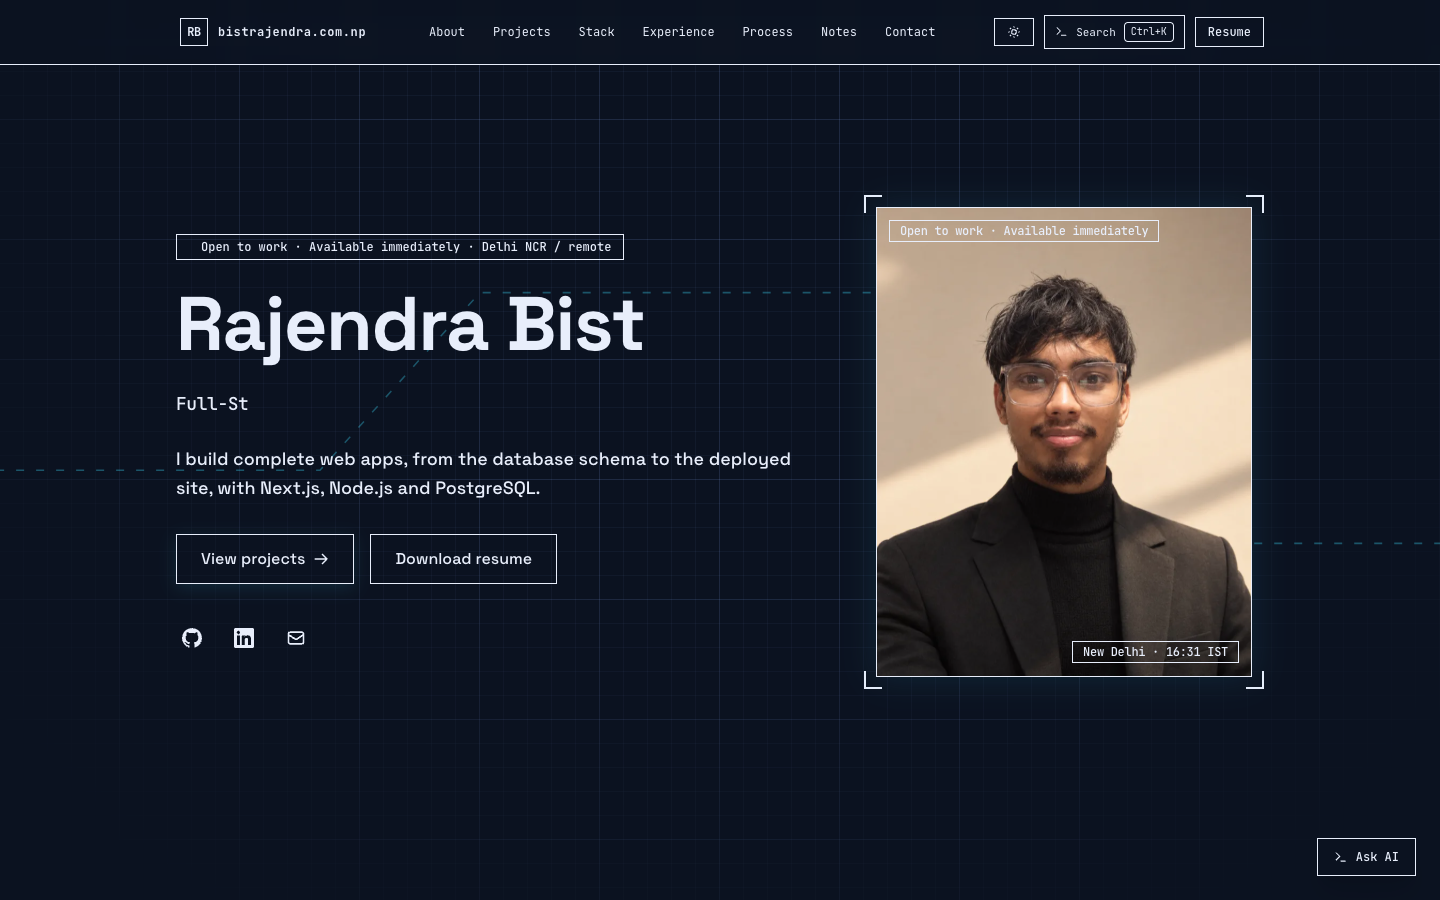 RB bistrajendra.com.np About Projects Stack Experience Process Notes Contact Search Ctrl+K Resume
Open to work · Available immediately · Delhi NCR / remote
Rajendra Bist
Full-St
I build complete web apps, from the database schema to the deployed
site, with Next.js, Node.js and PostgreSQL.
View projects → Download resume
in
Open to work · Available immediately
New Delhi · 16:31 IST
Ask AI